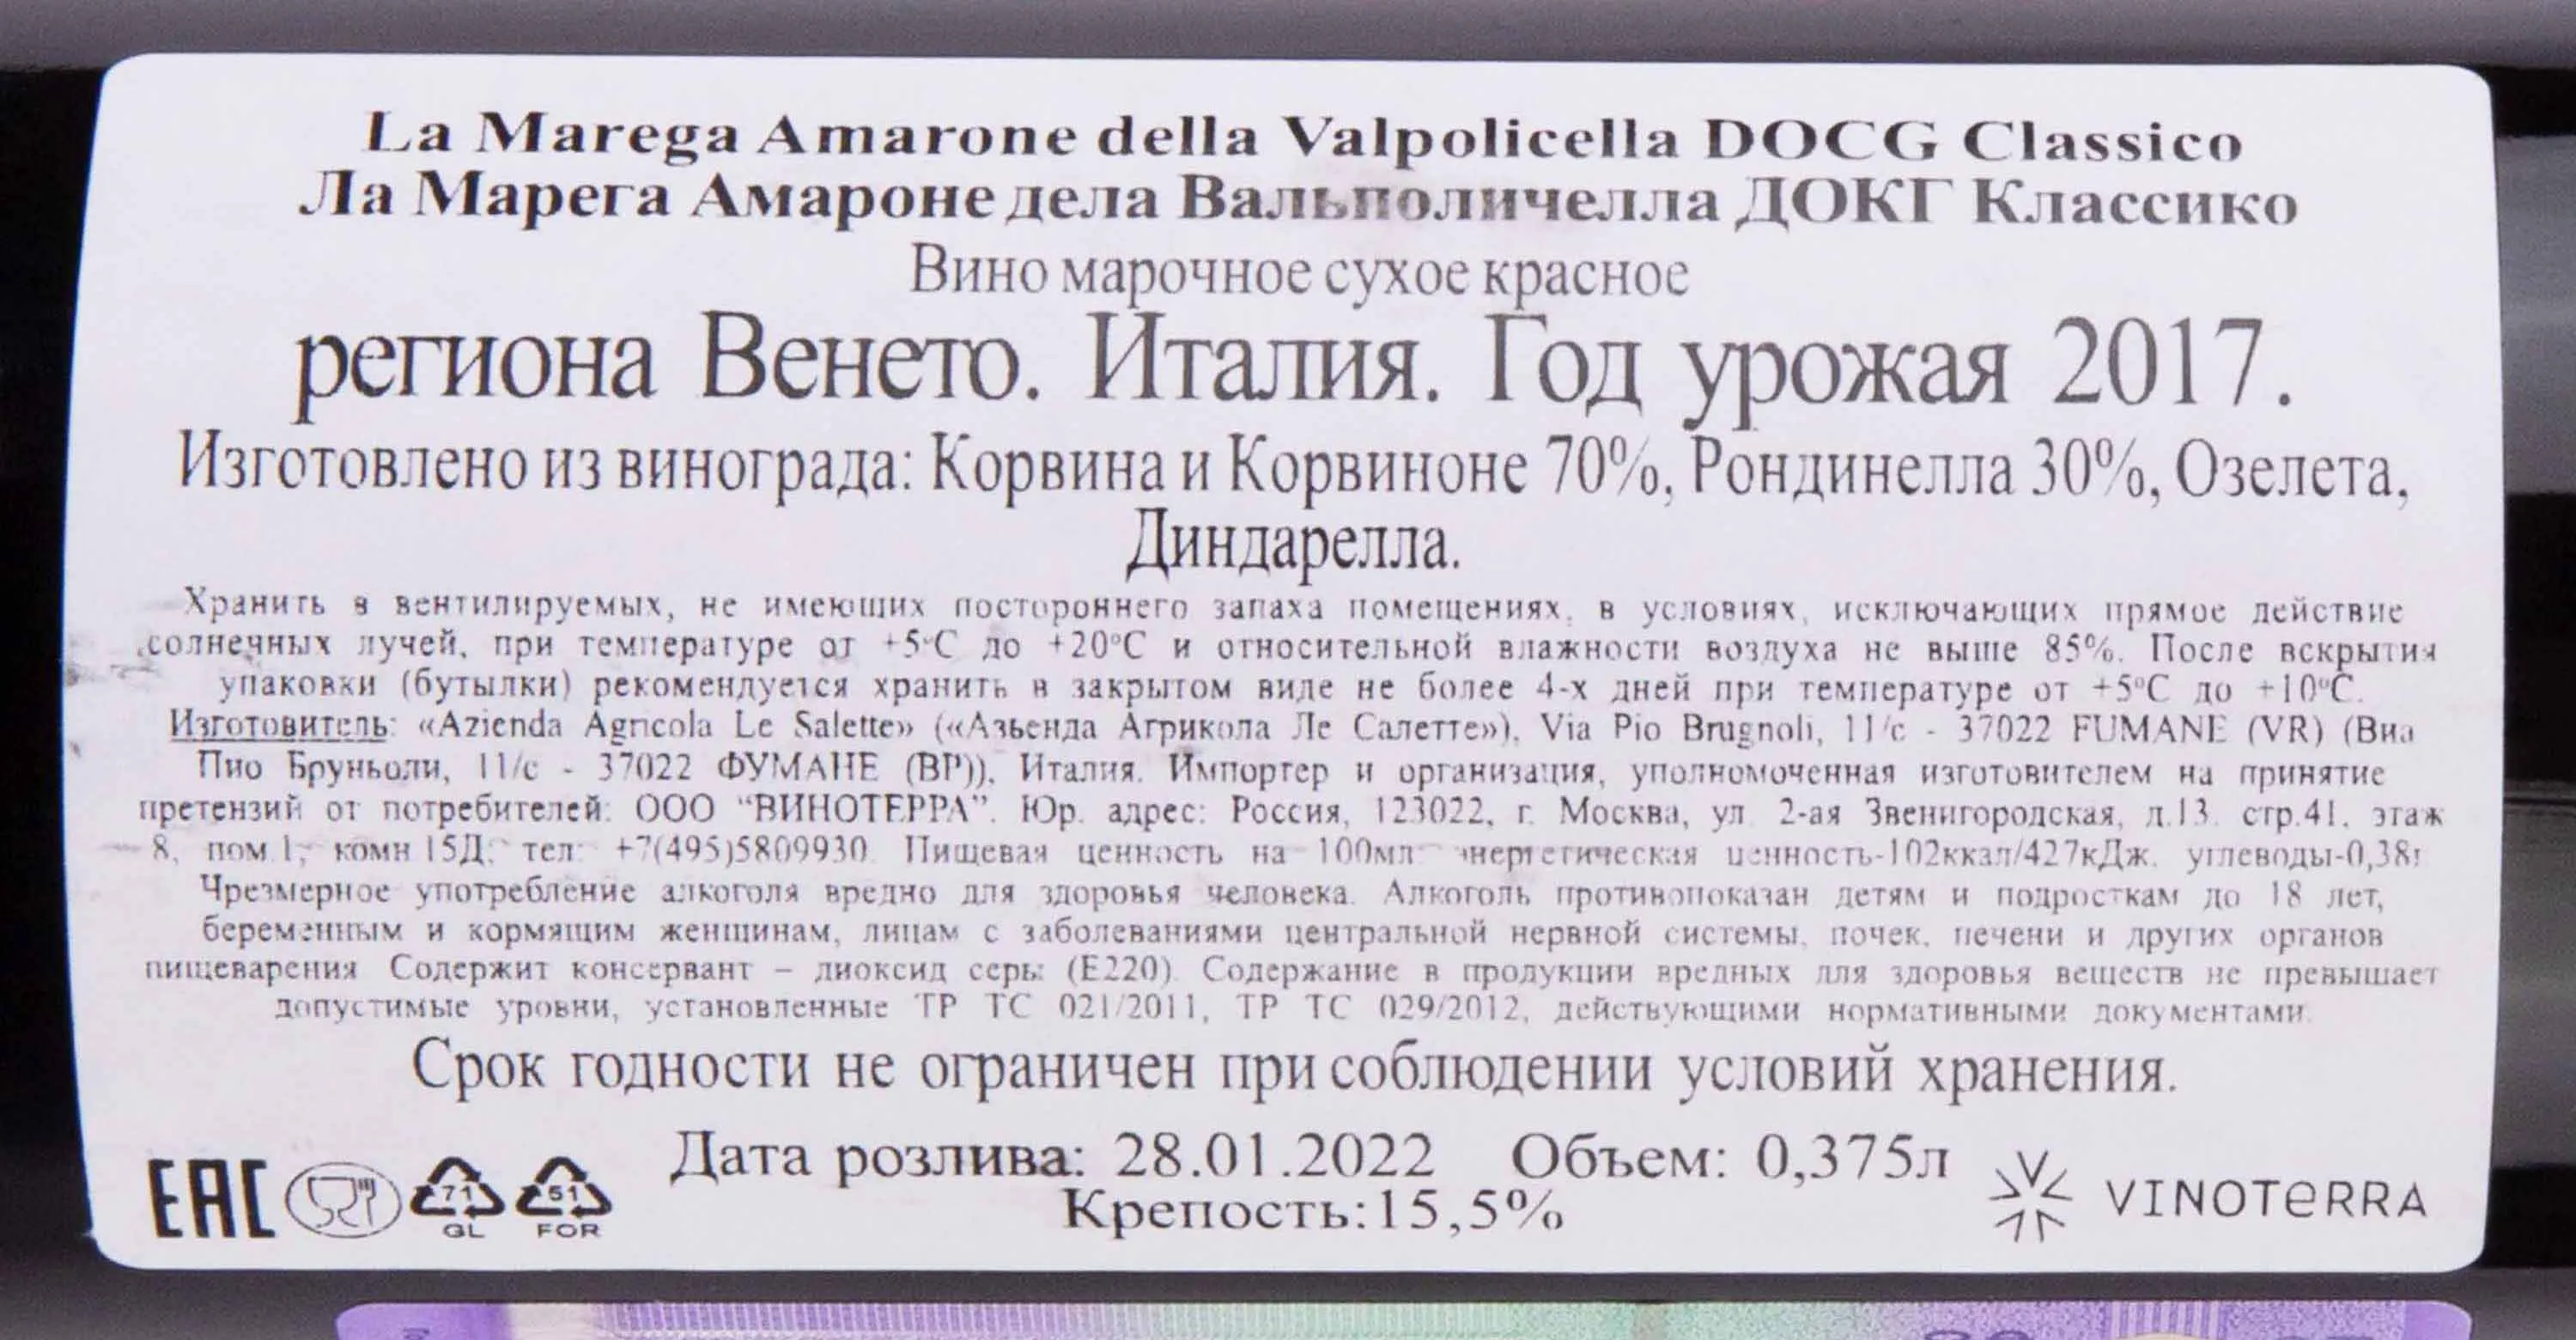 La Marega Amarone della Valpolicella DOCG Classico
Ла Марега Амароне дела Вальполичелла ДОКГ Классико
Вино марочное сухое красное
региона Венето. Италия. Год урожая 2017.
Изготовлено из винограда: Корвина и Корвиноне 70%, Рондинелла 30%, Озелета,
Диндарелла.
Хранить в вентилируемых, не имеющих постороннего запаха помещениях, в условиях, исключающих прямое действие
солнечных лучей, при температуре от +5°С до +20°С и относительной влажности воздуха не выше 85%. После вскрытия
упаковки (бутылки) рекомендуется хранить в закрытом виде не более 4-х дней при температуре от +5°С до +10°С.
Изготовитель: «Azienda Agricola Le Salette» («Азьенда Агрикола Ле Салетте»), Via Pio Brugnoli, 11/c - 37022 FUMANE (VR) (Виа
Пио Бруньоли, 11/с - 37022 ФУМАНЕ (ВР)), Италия. Импортер и организация, уполномоченная изготовителем на принятие
претензий от потребителей: ООО “ВИНОТЕРРА”. Юр. адрес: Россия, 123022, г. Москва, ул. 2-ая Звенигородская, д.13. стр.41, этаж
8, пом.1, комн 15Д, тел: +7(495)5809930 Пищевая ценность на 100мл: энергетическая ценность-102ккал/427кДж, углеводы-0,38г
Чрезмерное употребление алкоголя вредно для здоровья человека. Алкоголь противопоказан детям и подросткам до 18 лет,
беременным и кормящим женщинам, лицам с заболеваниями центральной нервной системы, почек, печени и других органов
пищеварения Содержит консервант – диоксид серы (Е220). Содержание в продукции вредных для здоровья веществ не превышает
допустимые уровни, установленные ТР ТС 021/2011, ТР ТС 029/2012, действующими нормативными документами.
Срок годности не ограничен при соблюдении условий хранения.
Дата розлива: 28.01.2022 Объем: 0,375л
Крепость:15,5%
EAC
71
GL
51
FOR
VINOTeRRA